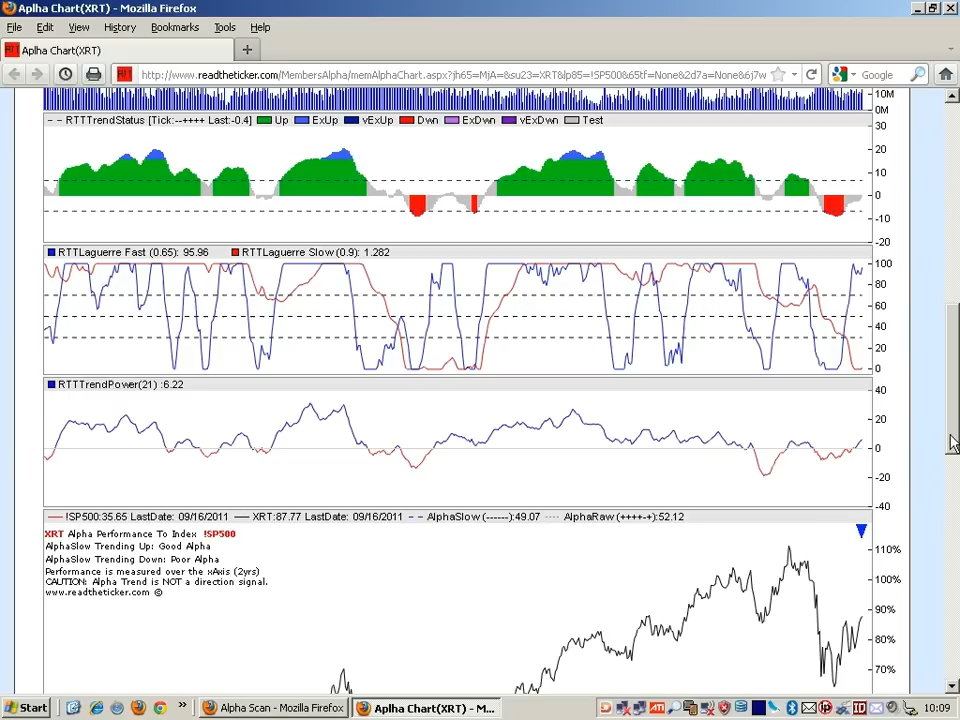 Aplha Chart(XRT) - Mozilla Firefox
File Edit View History Bookmarks Tools Help
Aplha Chart(XRT)
http://www.readtheticker.com/MembersAlpha/memAlphaChart.aspx?jh65=MjA=&su23=XRT&lp85=!SP500&65tf=None&2d7a=None&6j7w
Google
10M
0M
RTTTrendStatus [Tick:--++++ Last:-0.4] Up ExUp vExUp Dwn ExDwn vExDwn Test
30
20
10
0
-10
-20
RTTLaguerre Fast (0.65): 95.96 RTTLaguerre Slow (0.9): 1.282
100
80
60
40
20
0
RTTTrendPower(21) :6.22
40
20
0
-20
-40
!SP500:35.65 LastDate: 09/16/2011 XRT:87.77 LastDate: 09/16/2011 AlphaSlow (------):49.07 AlphaRaw (++++-+):52.12
XRT Alpha Performance To Index !SP500
AlphaSlow Trending Up: Good Alpha
AlphaSlow Trending Down: Poor Alpha
Performance is measured over the xAxis (2yrs)
CAUTION: Alpha Trend is NOT a direction signal.
www.readtheticker.com ©
110%
100%
90%
80%
70%
Start
Alpha Scan - Mozilla Firefox
Aplha Chart(XRT) - M...
10:09